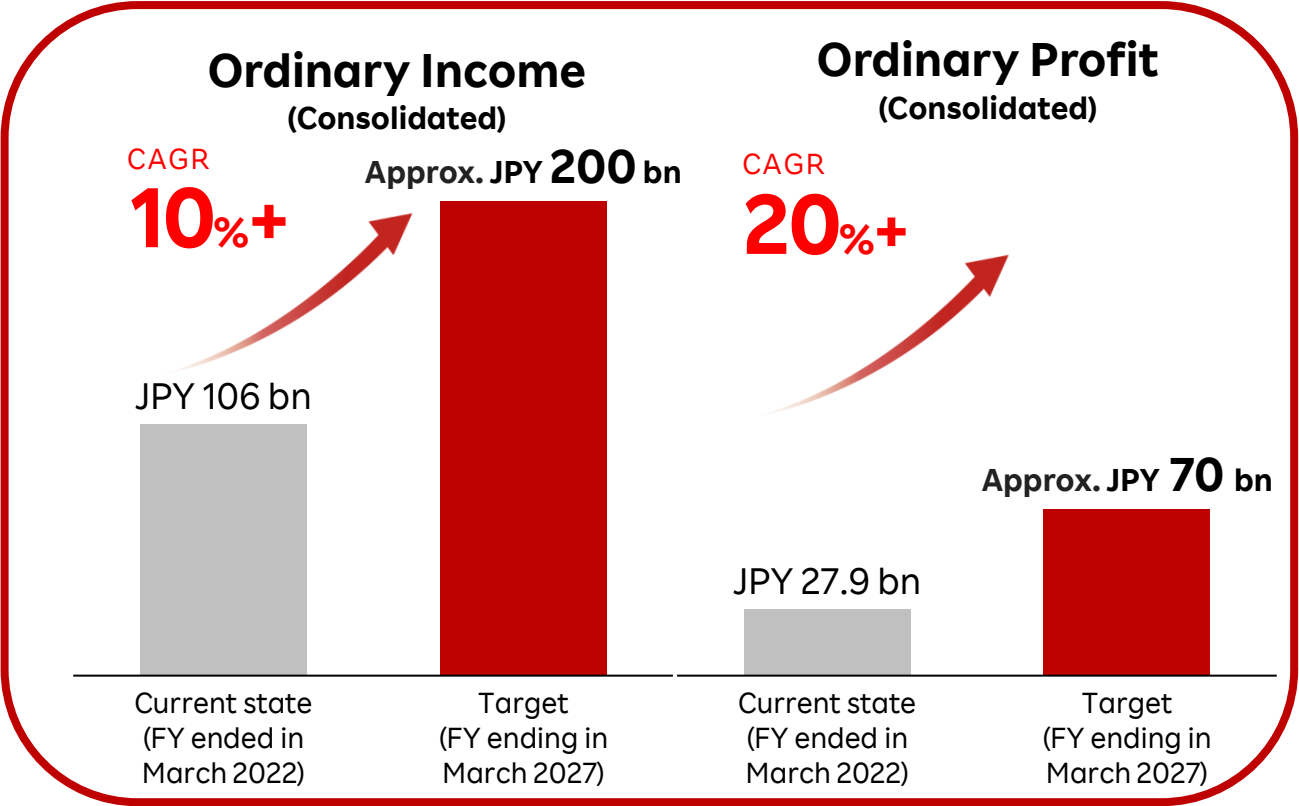 Ordinary Income
(Consolidated)
CAGR
10%+
Approx. JPY 200 bn
JPY 106 bn
Current state
(FY ended in
March 2022)
Target
(FY ending in
March 2027)
Ordinary Profit
(Consolidated)
CAGR
20%+
Approx. JPY 70 bn
JPY 27.9 bn
Current state
(FY ended in
March 2022)
Target
(FY ending in
March 2027)